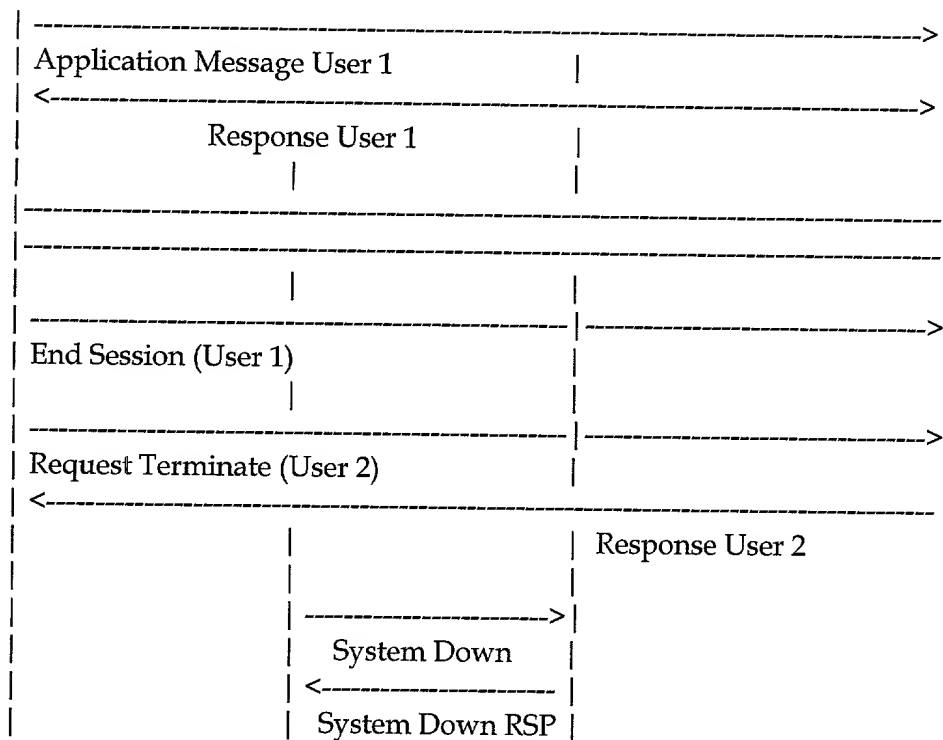 Application Message User 1
Response User 1
End Session (User 1)
Request Terminate (User 2)
Response User 2
System Down
System Down RSP